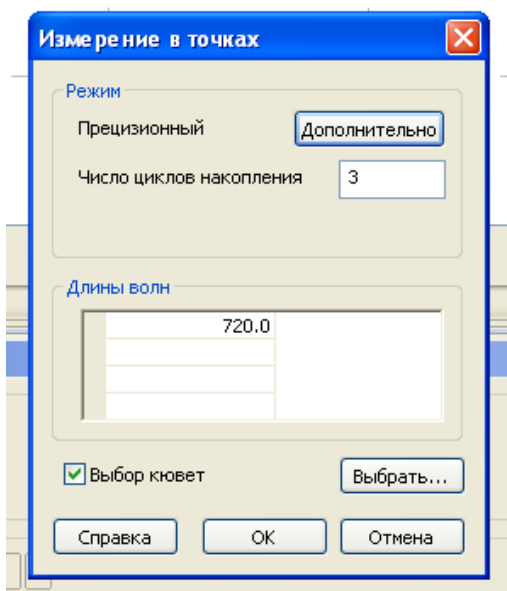 Измерение в точках
Режим
Прецизионный Дополнительно
Число циклов накопления 3
Длины волн
720.0
Выбор кювет Выбрать...
Справка OK Отмена